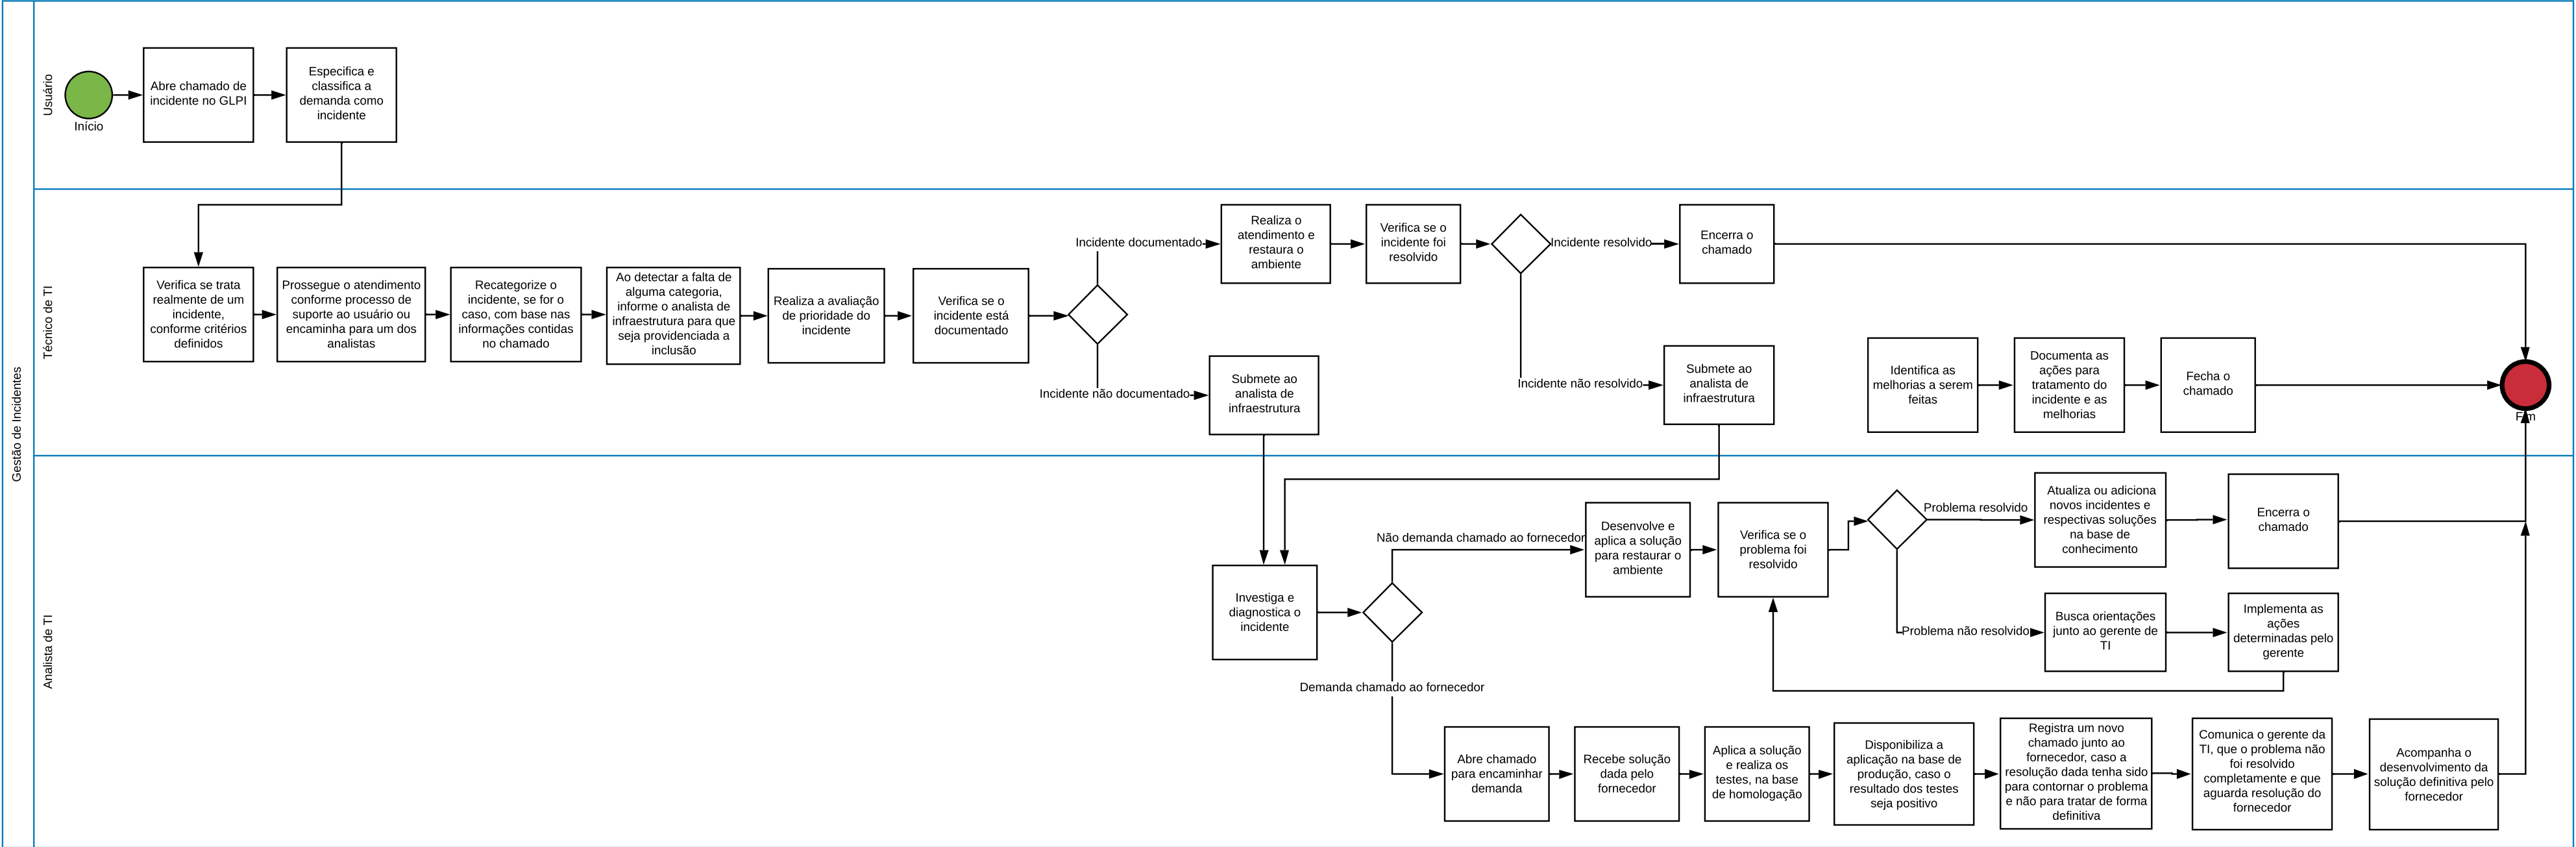 Gestão de Incidentes
Usuário
Início
Abre chamado de
incidente no GLPI
Especifica e
classifica a
demanda como
incidente
Técnico de TI
Verifica se trata
realmente de um
incidente,
conforme critérios
definidos
Prossegue o atendimento
conforme processo de
suporte ao usuário ou
encaminha para um dos
analistas
Recategorize o
incidente, se for o
caso, com base nas
informações contidas
no chamado
Ao detectar a falta de
alguma categoria,
informe o analista de
infraestrutura para que
seja providenciada a
inclusão
Realiza a avaliação
de prioridade do
incidente
Verifica se o
incidente está
documentado
Incidente documentado
Realiza o
atendimento e
restaura o
ambiente
Verifica se o
incidente foi
resolvido
Incidente resolvido
Encerra o
chamado
Incidente não documentado
Submete ao
analista de
infraestrutura
Incidente não resolvido
Submete ao
analista de
infraestrutura
Identifica as
melhorias a serem
feitas
Documenta as
ações para
tratamento do
incidente e as
melhorias
Fecha o
chamado
Fim
Analista de TI
Investiga e
diagnostica o
incidente
Não demanda chamado ao fornecedor
Desenvolve e
aplica a solução
para restaurar o
ambiente
Verifica se o
problema foi
resolvido
Problema resolvido
Atualiza ou adiciona
novos incidentes e
respectivas soluções
na base de
conhecimento
Encerra o
chamado
Problema não resolvido
Busca orientações
junto ao gerente de
TI
Implementa as
ações
determinadas pelo
gerente
Demanda chamado ao fornecedor
Abre chamado
para encaminhar
demanda
Recebe solução
dada pelo
fornecedor
Aplica a solução
e realiza os
testes, na base
de homologação
Disponibiliza a
aplicação na base de
produção, caso o
resultado dos testes
seja positivo
Registra um novo
chamado junto ao
fornecedor, caso a
resolução dada tenha sido
para contornar o problema
e não para tratar de forma
definitiva
Comunica o gerente da
TI, que o problema não
foi resolvido
completamente e que
aguarda resolução do
fornecedor
Acompanha o
desenvolvimento da
solução definitiva pelo
fornecedor